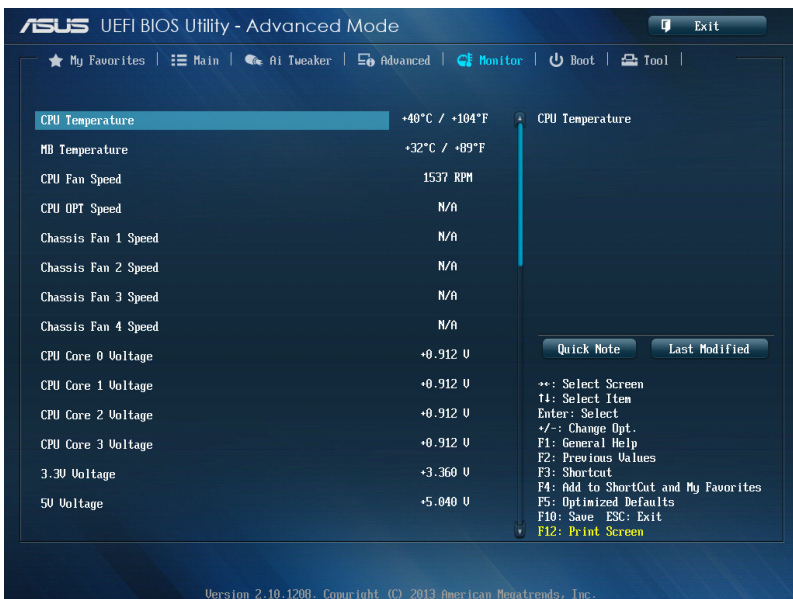 ASUS UEFI BIOS Utility - Advanced Mode
Exit
My Favorites | Main | Ai Tweaker | Advanced | Monitor | Boot | Tool |
CPU Temperature +40°C / +104°F
CPU Temperature
MB Temperature +32°C / +89°F
CPU Fan Speed 1537 RPM
CPU OPT Speed N/A
Chassis Fan 1 Speed N/A
Chassis Fan 2 Speed N/A
Chassis Fan 3 Speed N/A
Chassis Fan 4 Speed N/A
CPU Core 0 Voltage +0.912 V
CPU Core 1 Voltage +0.912 V
CPU Core 2 Voltage +0.912 V
CPU Core 3 Voltage +0.912 V
3.3V Voltage +3.360 V
5V Voltage +5.040 V
Quick Note
Last Modified
→←: Select Screen
↑↓: Select Item
Enter: Select
+/-: Change Opt.
F1: General Help
F2: Previous Values
F3: Shortcut
F4: Add to ShortCut and My Favorites
F5: Optimized Defaults
F10: Save ESC: Exit
F12: Print Screen
Version 2.10.1208. Copyright (C) 2013 American Megatrends, Inc.